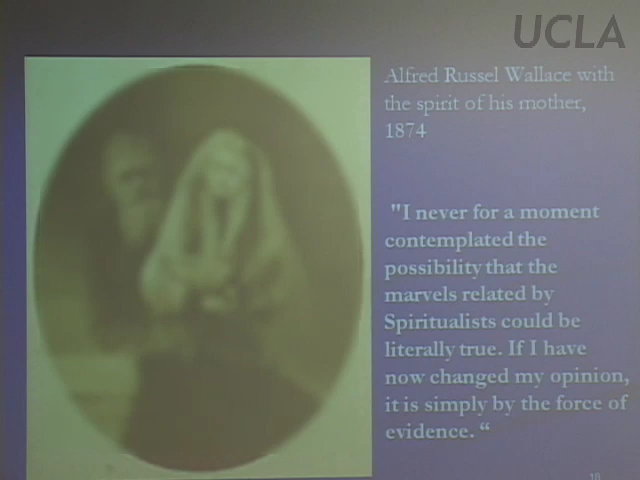 UCLA
Alfred Russel Wallace with
the spirit of his mother,
1874
"I never for a moment
contemplated the
possibility that the
marvels related by
Spiritualists could be
literally true. If I have
now changed my opinion,
it is simply by the force of
evidence. “
18